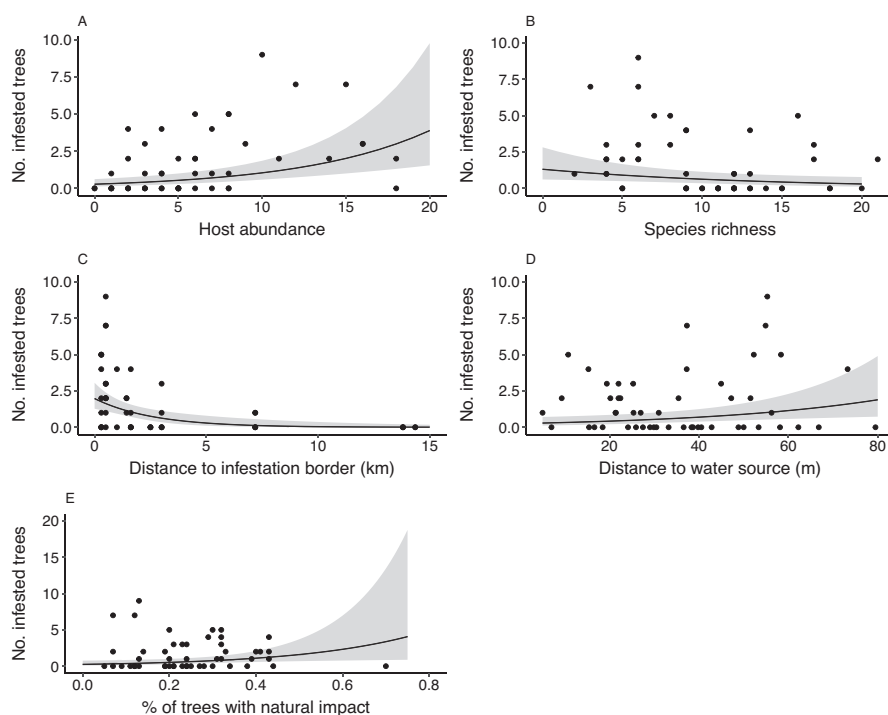 A
No. infested trees
10.0
7.5
5.0
2.5
0.0
0 5 10 15 20
Host abundance
B
No. infested trees
10.0
7.5
5.0
2.5
0.0
0 5 10 15 20
Species richness
C
No. infested trees
10.0
7.5
5.0
2.5
0.0
0 5 10 15
Distance to infestation border (km)
D
No. infested trees
10.0
7.5
5.0
2.5
0.0
20 40 60 80
Distance to water source (m)
E
No. infested trees
20
15
10
5
0
0.0 0.2 0.4 0.6 0.8
% of trees with natural impact